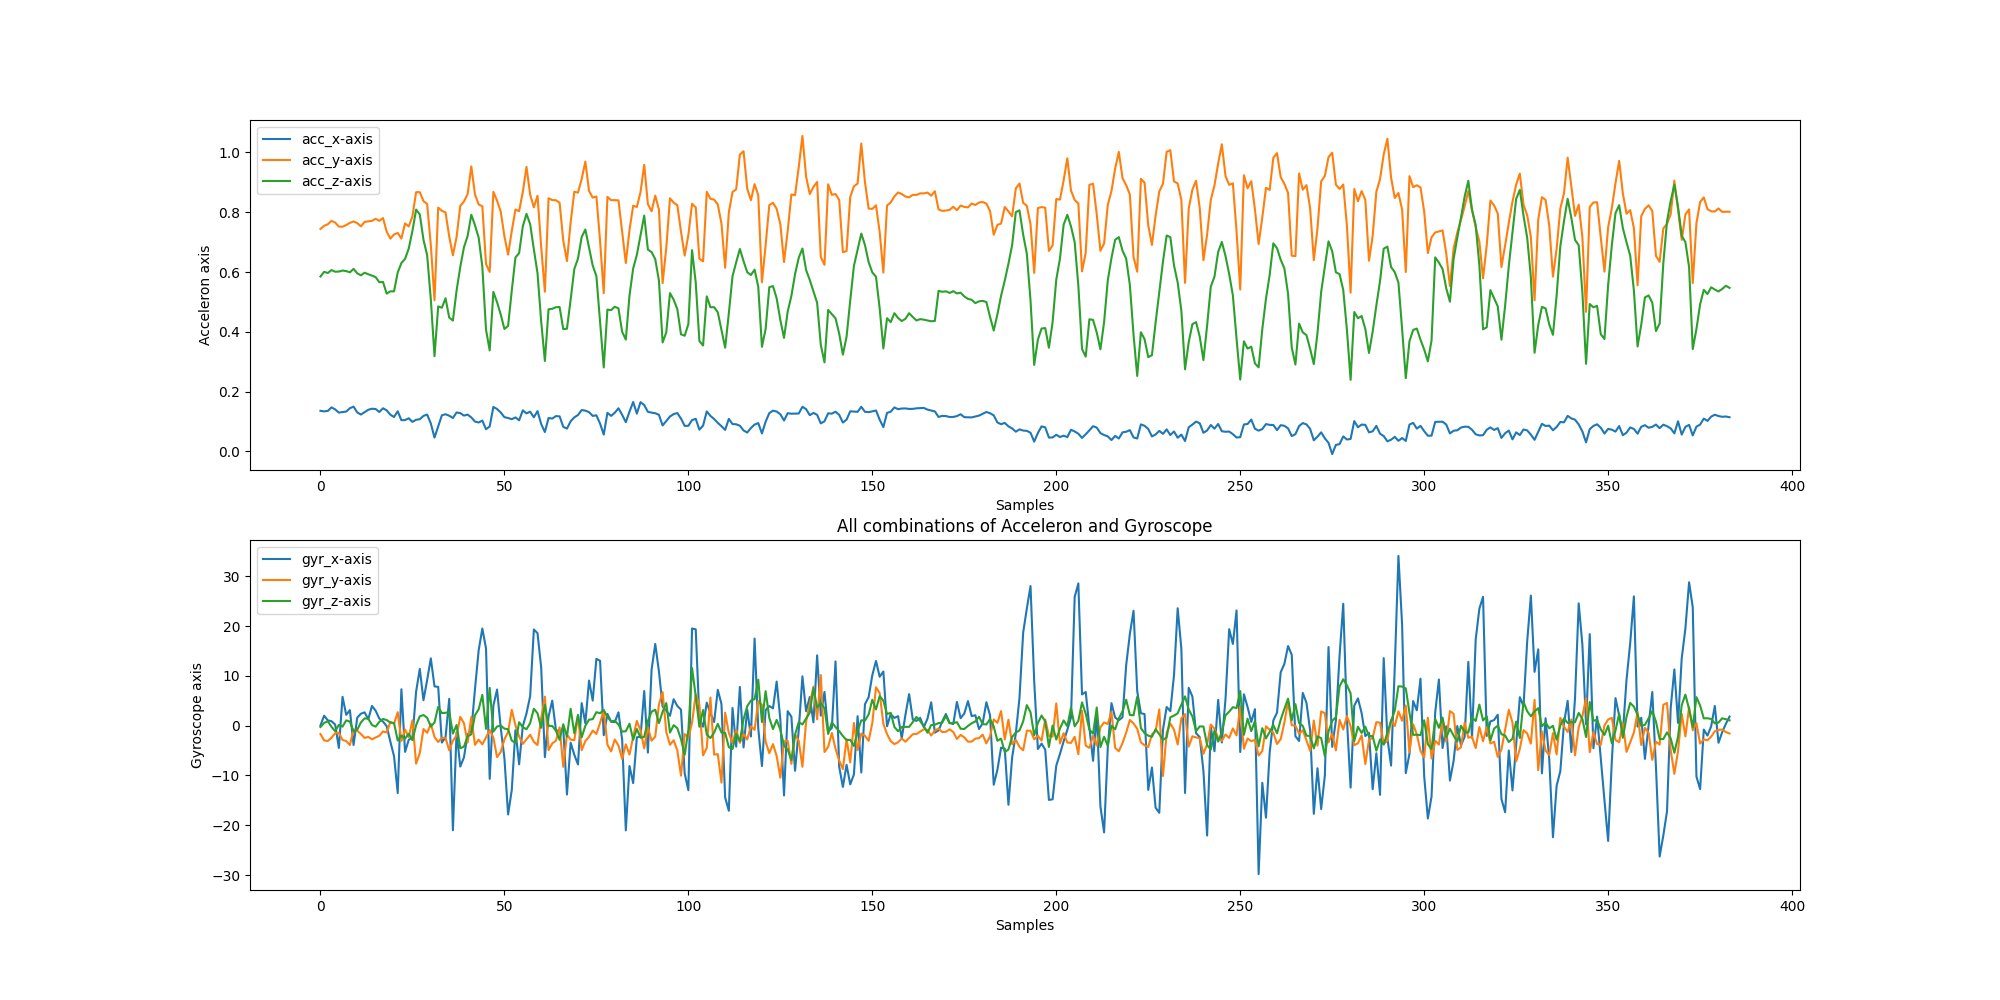 acc_x-axis
acc_y-axis
acc_z-axis
Acceleron axis
1.0
0.8
0.6
0.4
0.2
0.0
0 50 100 150 200 250 300 350 400
Samples
All combinations of Acceleron and Gyroscope
gyr_x-axis
gyr_y-axis
gyr_z-axis
Gyroscope axis
30
20
10
0
−10
−20
−30
0 50 100 150 200 250 300 350 400
Samples